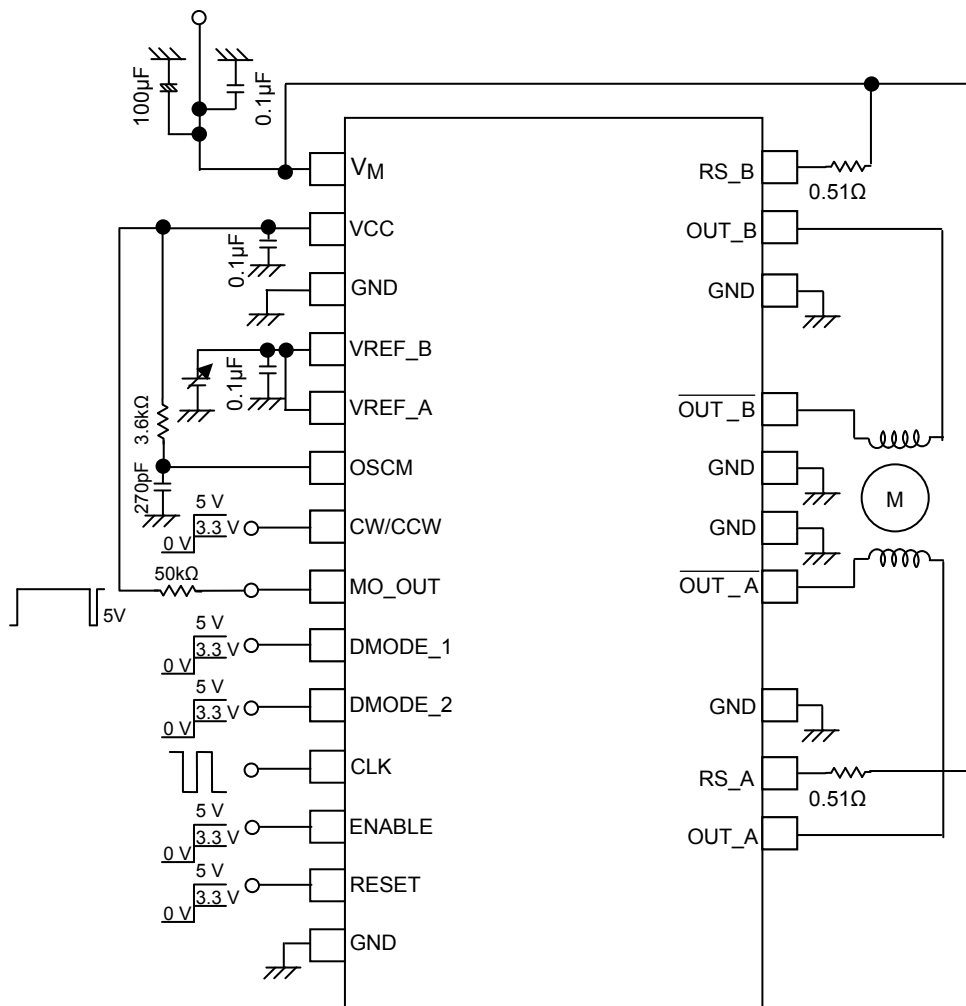 100μF
0.1μF
VM
RS_B
0.51Ω
VCC
OUT_B
0.1μF
GND
GND
VREF_B
0.1μF
VREF_A
OUT_B
3.6kΩ
OSCM
GND
270pF
5 V
3.3 V
0 V
CW/CCW
GND
M
50kΩ
MO_OUT
OUT_A
5V
5 V
3.3 V
0 V
DMODE_1
5 V
3.3 V
0 V
DMODE_2
GND
CLK
RS_A
0.51Ω
5 V
3.3 V
0 V
ENABLE
OUT_A
5 V
3.3 V
0 V
RESET
GND